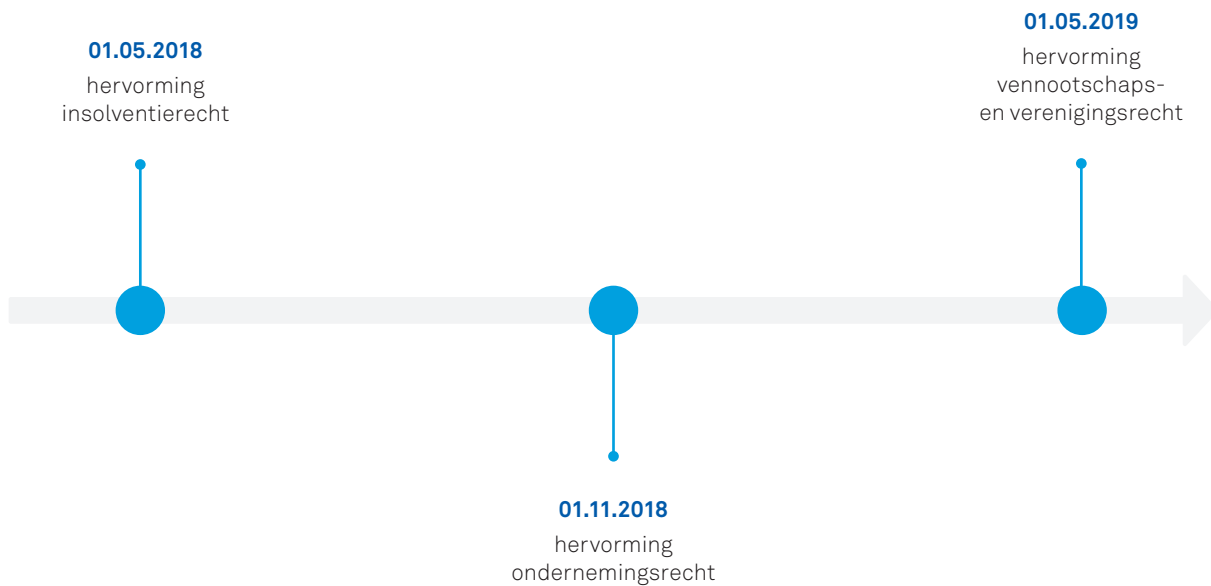 01.05.2018
hervorming
insolventierecht
01.11.2018
hervorming
ondernemingsrecht
01.05.2019
hervorming
vennootschaps-
en verenigingsrecht